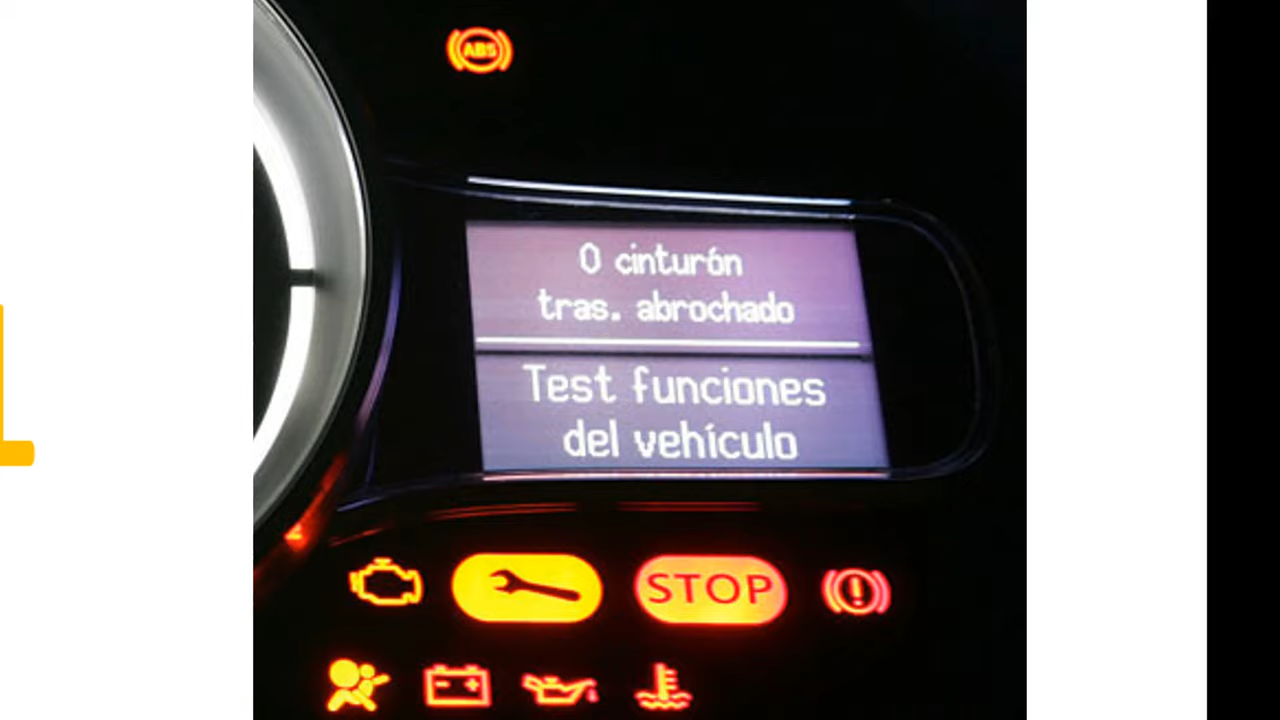 ABS
0 cinturón
tras. abrochado
Test funciones
del vehículo
STOP